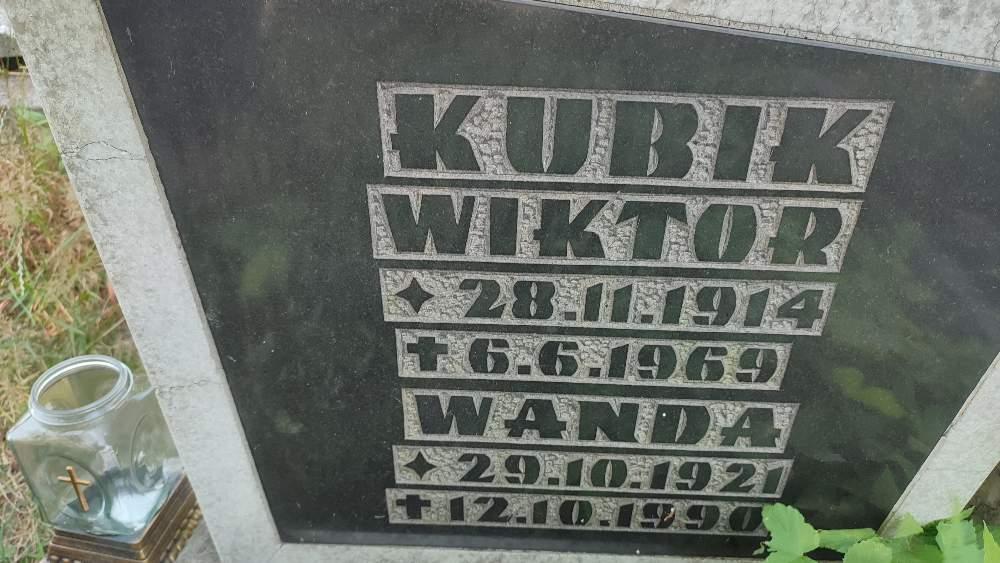 KUBIK
WIKTOR
✦ 28.11.1914
✝ 6.6.1969
WANDA
✦ 29.10.1921
✝ 12.10.1990